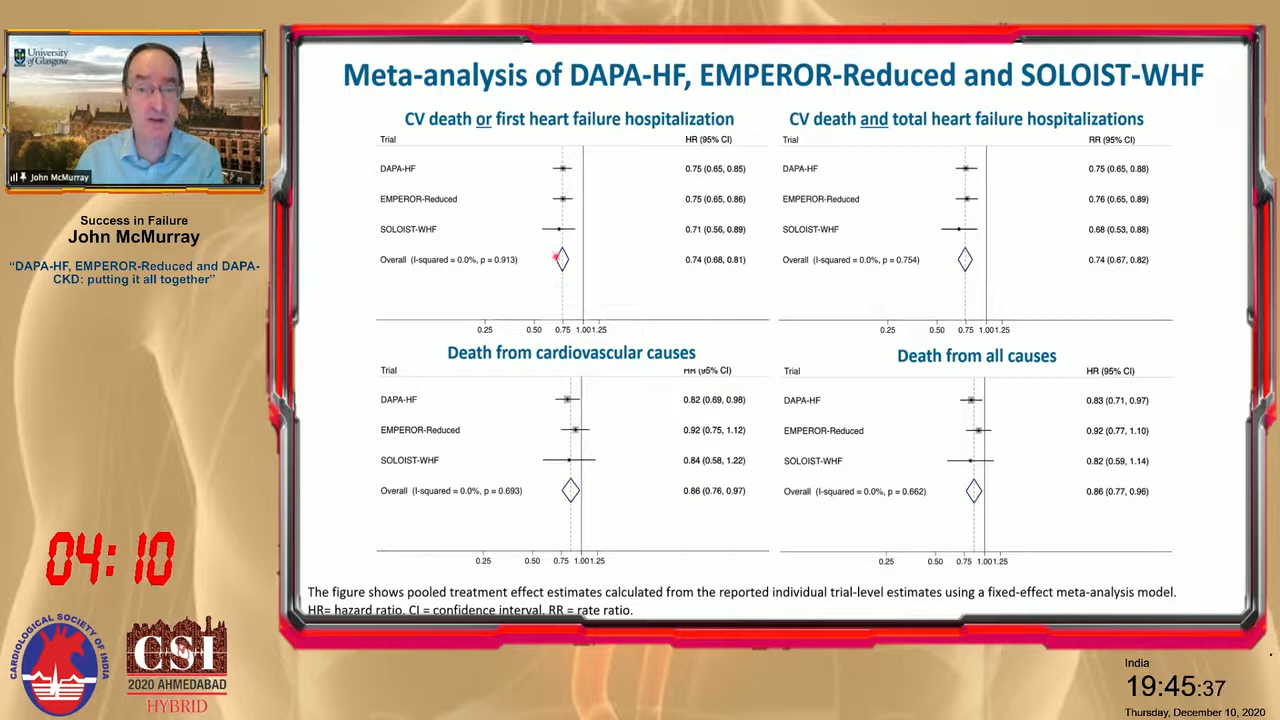 University
of Glasgow
John McMurray
Success in Failure
John McMurray
“DAPA-HF, EMPEROR-Reduced and DAPA-
CKD: putting it all together”
04:10
CARDIOLOGICAL SOCIETY OF INDIA
CSI
2020 AHMEDABAD
HYBRID
Meta-analysis of DAPA-HF, EMPEROR-Reduced and SOLOIST-WHF
CV death or first heart failure hospitalization
Trial HR (95% CI)
DAPA-HF 0.75 (0.65, 0.85)
EMPEROR-Reduced 0.75 (0.65, 0.86)
SOLOIST-WHF 0.71 (0.56, 0.89)
Overall (I-squared = 0.0%, p = 0.913) 0.74 (0.68, 0.81)
0.25 0.50 0.75 1.00 1.25
CV death and total heart failure hospitalizations
Trial RR (95% CI)
DAPA-HF 0.75 (0.65, 0.88)
EMPEROR-Reduced 0.76 (0.65, 0.89)
SOLOIST-WHF 0.68 (0.53, 0.88)
Overall (I-squared = 0.0%, p = 0.754) 0.74 (0.67, 0.82)
0.25 0.50 0.75 1.00 1.25
Death from cardiovascular causes
Trial HR (95% CI)
DAPA-HF 0.82 (0.69, 0.98)
EMPEROR-Reduced 0.92 (0.75, 1.12)
SOLOIST-WHF 0.84 (0.58, 1.22)
Overall (I-squared = 0.0%, p = 0.693) 0.86 (0.76, 0.97)
0.25 0.50 0.75 1.00 1.25
Death from all causes
Trial HR (95% CI)
DAPA-HF 0.83 (0.71, 0.97)
EMPEROR-Reduced 0.92 (0.77, 1.10)
SOLOIST-WHF 0.82 (0.59, 1.14)
Overall (I-squared = 0.0%, p = 0.662) 0.86 (0.77, 0.96)
0.25 0.50 0.75 1.00 1.25
The figure shows pooled treatment effect estimates calculated from the reported individual trial-level estimates using a fixed-effect meta-analysis model.
HR= hazard ratio. CI = confidence interval. RR = rate ratio.
India
19:45:37
Thursday, December 10, 2020